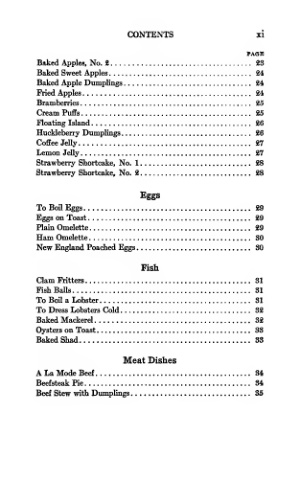 CONTENTS xi
PAGE
Baked Apples, No. 2 23
Baked Sweet Apples 24
Baked Apple Dumplings 24
Fried Apples 24
Bramberries 25
Cream Puffs 25
Floating Island 26
Huckleberry Dumplings 26
Coffee Jelly 27
Lemon Jelly 27
Strawberry Shortcake, No. 1 28
Strawberry Shortcake, No. 2 28
Eggs
To Boil Eggs 29
Eggs on Toast 29
Plain Omelette 29
Ham Omelette 30
New England Poached Eggs 30
Fish
Clam Fritters 31
Fish Balls 31
To Boil a Lobster 31
To Dress Lobsters Cold 32
Baked Mackerel 32
Oysters on Toast 33
Baked Shad 33
Meat Dishes
A La Mode Beef 34
Beefsteak Pie 34
Beef Stew with Dumplings 35